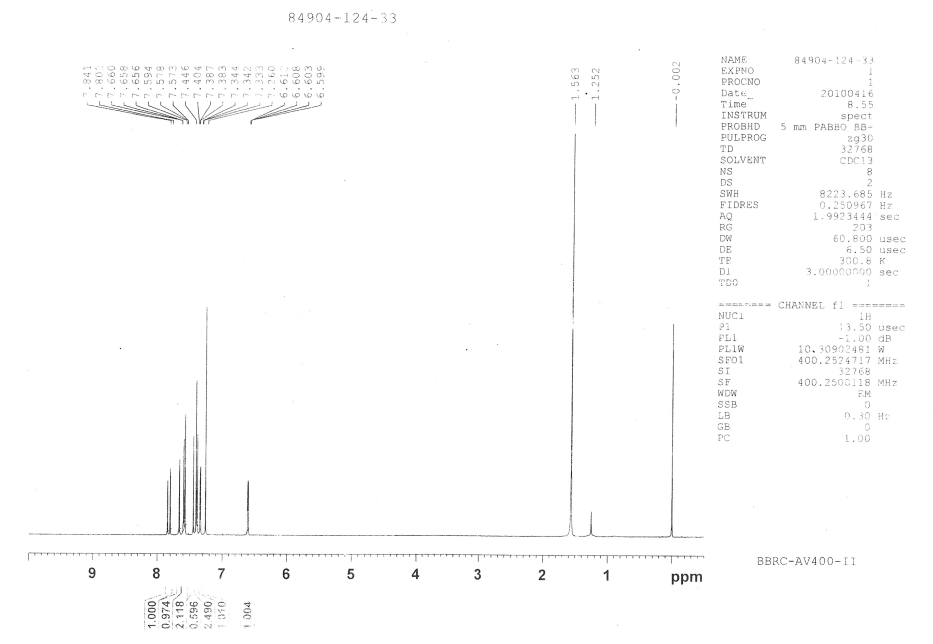 84904-124-33
7.841
7.660
7.658
7.656
7.594
7.578
7.573
7.446
7.404
7.387
7.383
7.344
7.342
7.333
7.260
6.608
6.603
6.599
1.563
1.252
-0.002
NAME 84904-124-33
EXPNO 1
PROCNO 1
Date_ 20100416
Time 8.55
INSTRUM spect
PROBHD 5 mm PABBO BB-
PULPROG zg30
TD 32768
SOLVENT CDCl3
NS 8
DS 2
SWH 8223.685 Hz
FIDRES 0.250967 Hz
AQ 1.9923444 sec
RG 203
DW 60.800 usec
DE 6.50 usec
TE 300.8 K
D1 3.00000000 sec
TD0 1
======== CHANNEL f1 ========
NUC1 1H
P1 13.50 usec
PL1 -1.00 dB
PL1W 10.30902481 W
SFO1 400.2524717 MHz
SI 32768
SF 400.2500118 MHz
WDW EM
SSB 0
LB 0.30 Hz
GB 0
PC 1.00
9 8 7 6 5 4 3 2 1 ppm
BBRC-AV400-II
1.000
0.974
2.118
0.596
2.490
1.010
1.004